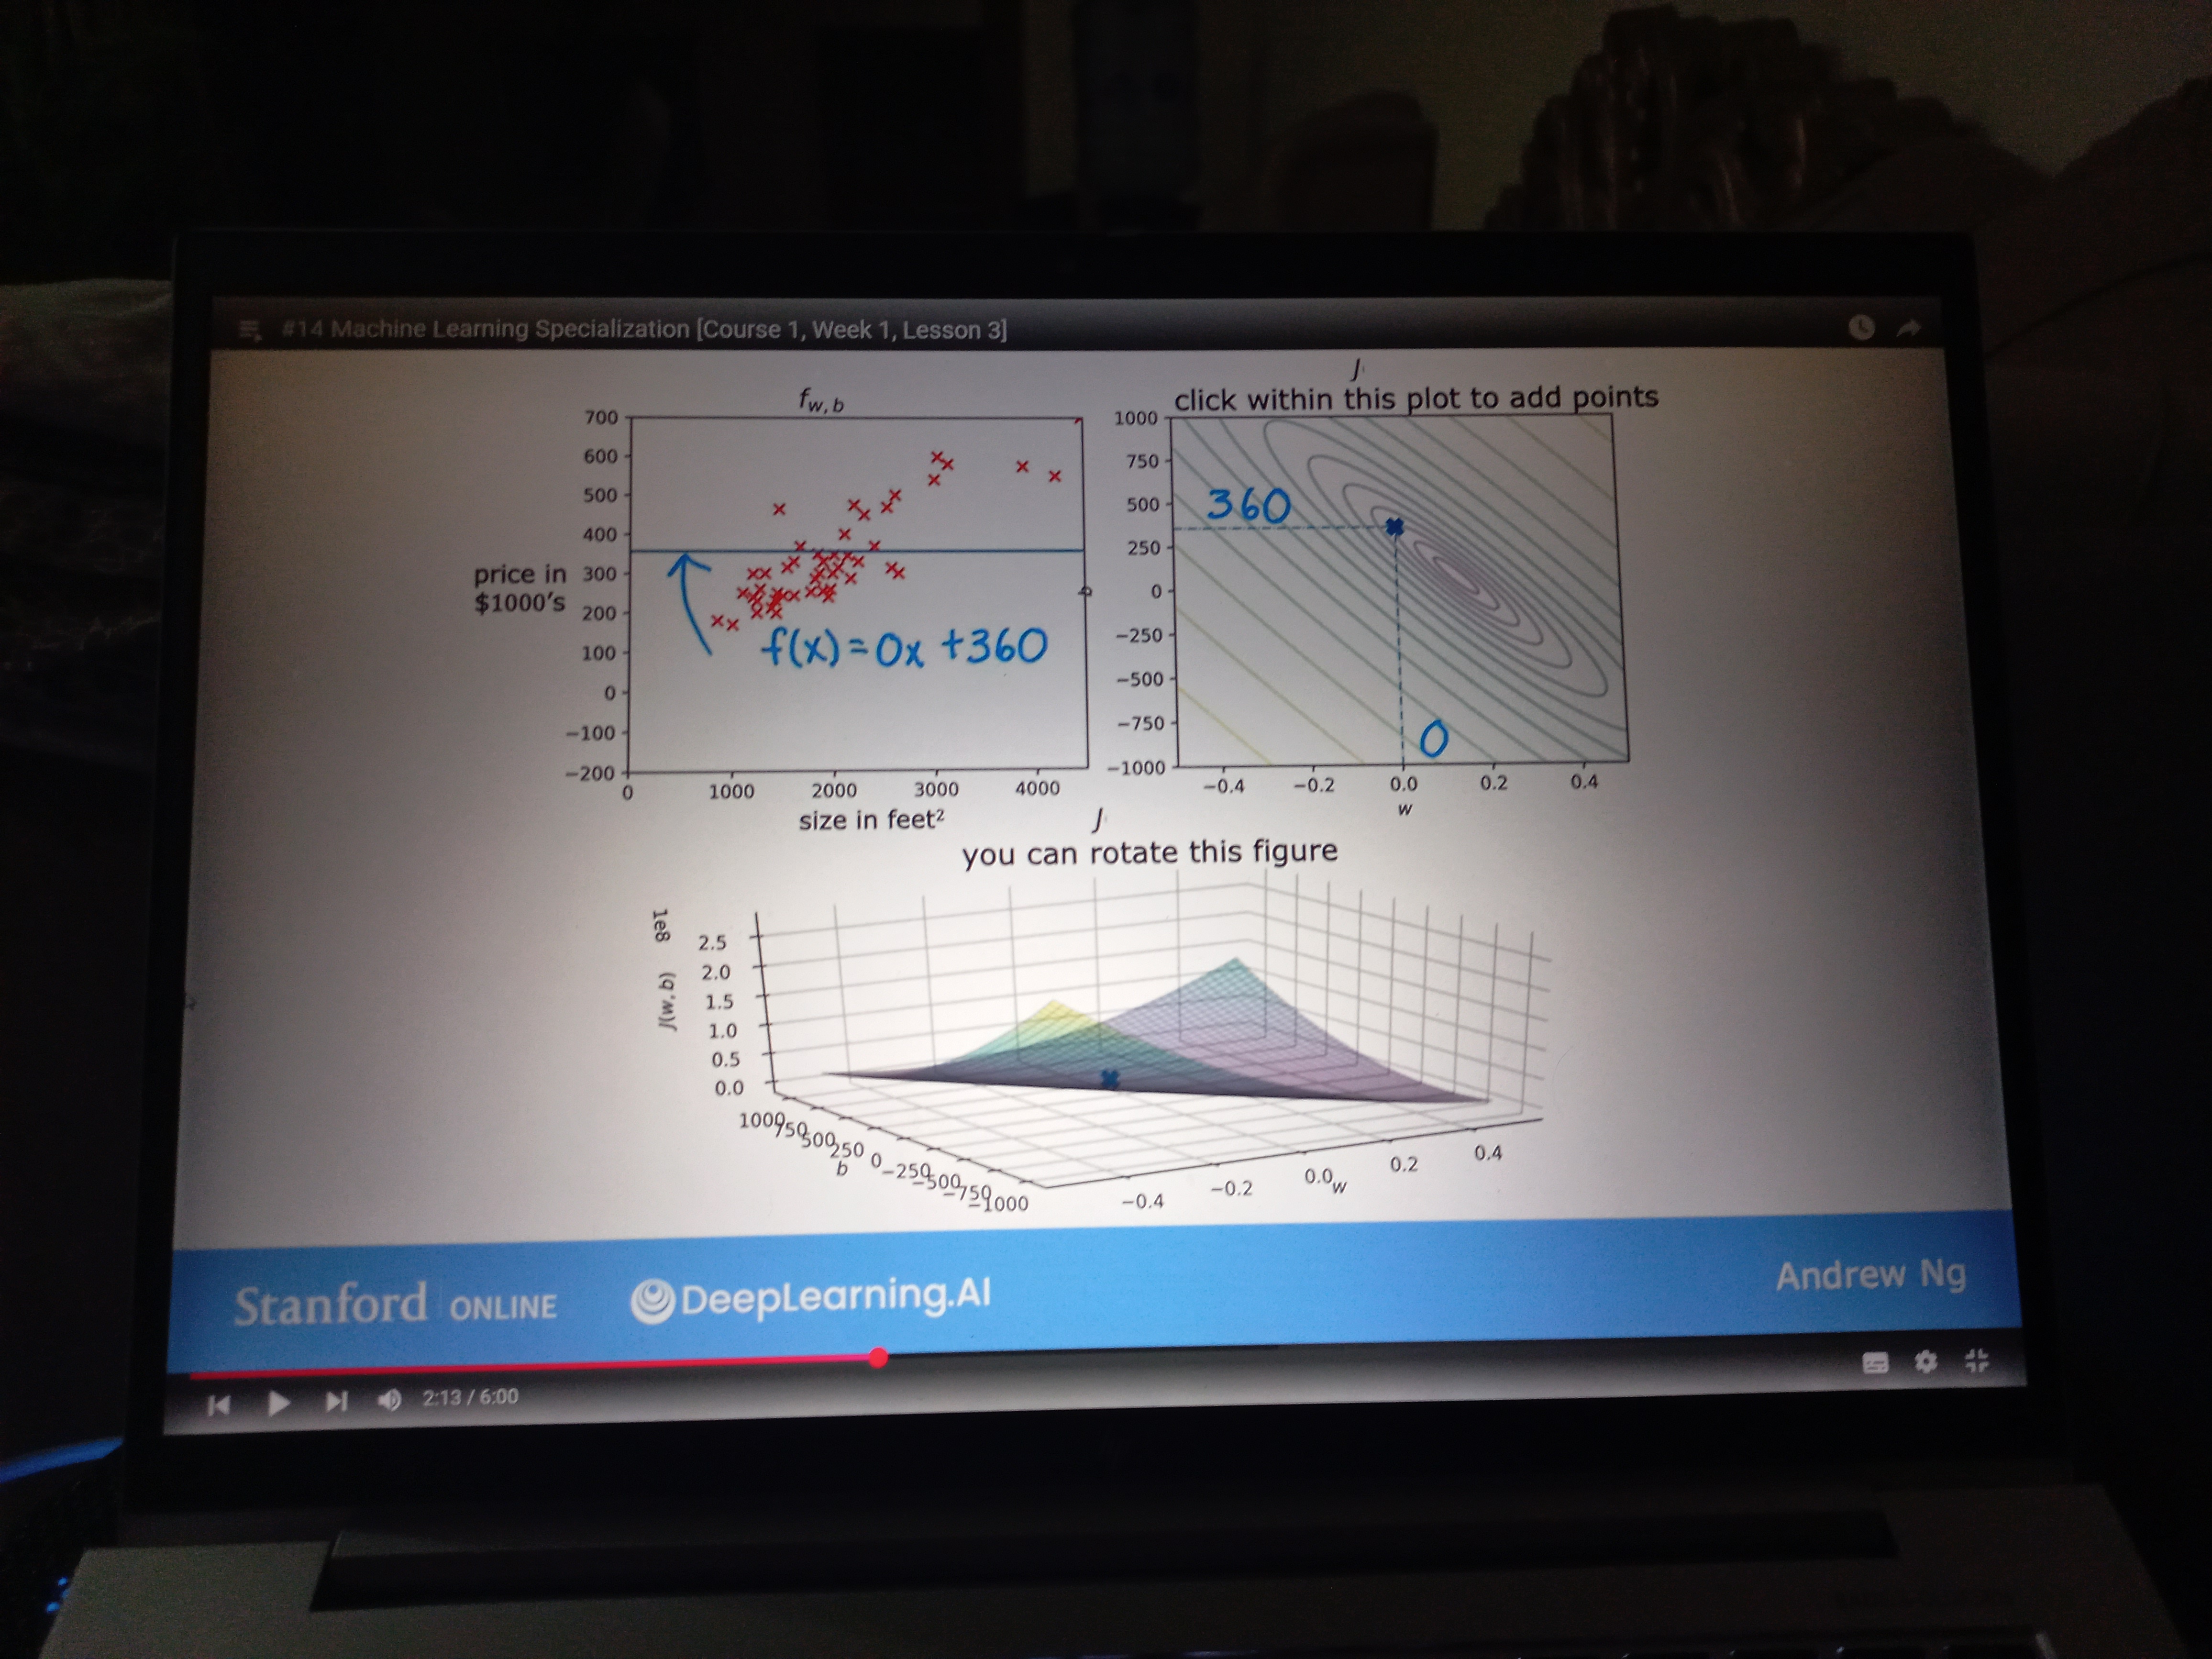 #14 Machine Learning Specialization [Course 1, Week 1, Lesson 3]
fw,b
700
600
500
400
300
200
100
0
−100
−200
price in
$1000's
f(x)=0x +360
0 1000 2000 3000 4000
size in feet²
J
click within this plot to add points
1000
750
500
250
0
−250
−500
−750
−1000
b
360
0
−0.4 −0.2 0.0 0.2 0.4
w
J
you can rotate this figure
1e8
J(w, b)
2.5
2.0
1.5
1.0
0.5
0.0
1000 750 500 250 0 −250 −500 −750 −1000
b
−0.4 −0.2 0.0 0.2 0.4
w
Stanford ONLINE
DeepLearning.AI
Andrew Ng
2:13 / 6:00